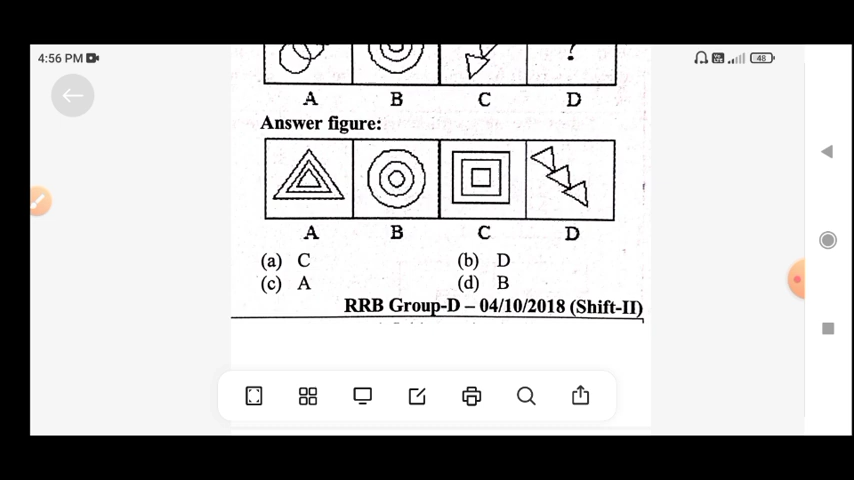 4:56 PM
48
?
A B C D
Answer figure:
A B C D
(a) C (b) D
(c) A (d) B
RRB Group-D – 04/10/2018 (Shift-II)